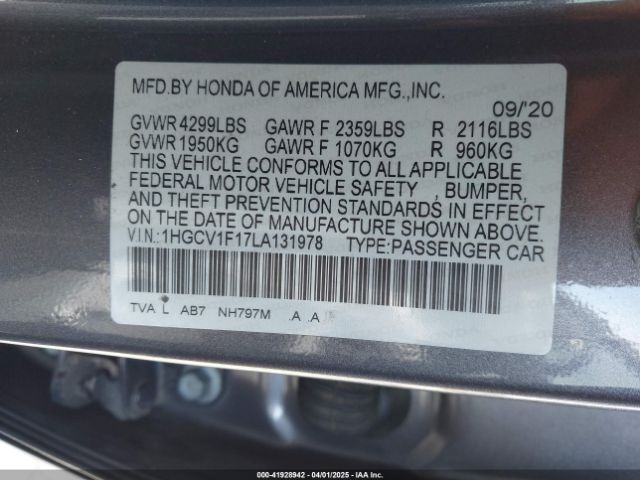 MFD.BY HONDA OF AMERICA MFG.,INC.
09/'20
GVWR 4299LBS GAWR F 2359LBS R 2116LBS
GVWR 1950KG GAWR F 1070KG R 960KG
THIS VEHICLE CONFORMS TO ALL APPLICABLE
FEDERAL MOTOR VEHICLE SAFETY , BUMPER,
AND THEFT PREVENTION STANDARDS IN EFFECT
ON THE DATE OF MANUFACTURE SHOWN ABOVE.
V.I.N.: 1HGCV1F17LA131978 TYPE:PASSENGER CAR
TVA L AB7 NH797M .A .A
000-41928942 / 04/01/2025 / IAAI.COM